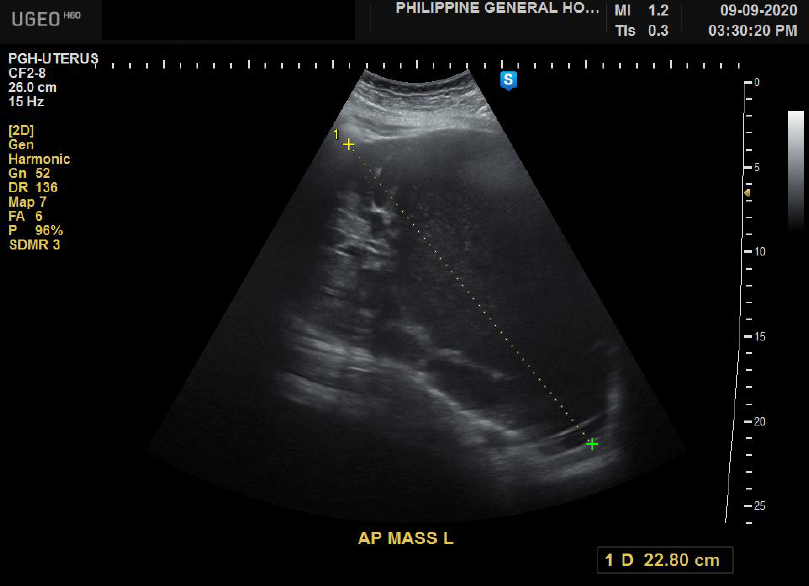 UGEO H60
PHILIPPINE GENERAL HO...
MI 1.2
TIs 0.3
09-09-2020
03:30:20 PM
PGH-UTERUS
CF2-8
26.0 cm
15 Hz
[2D]
Gen
Harmonic
Gn 52
DR 136
Map 7
FA 6
P 96%
SDMR 3
S
1
0
5
10
15
20
25
AP MASS L
1 D 22.80 cm